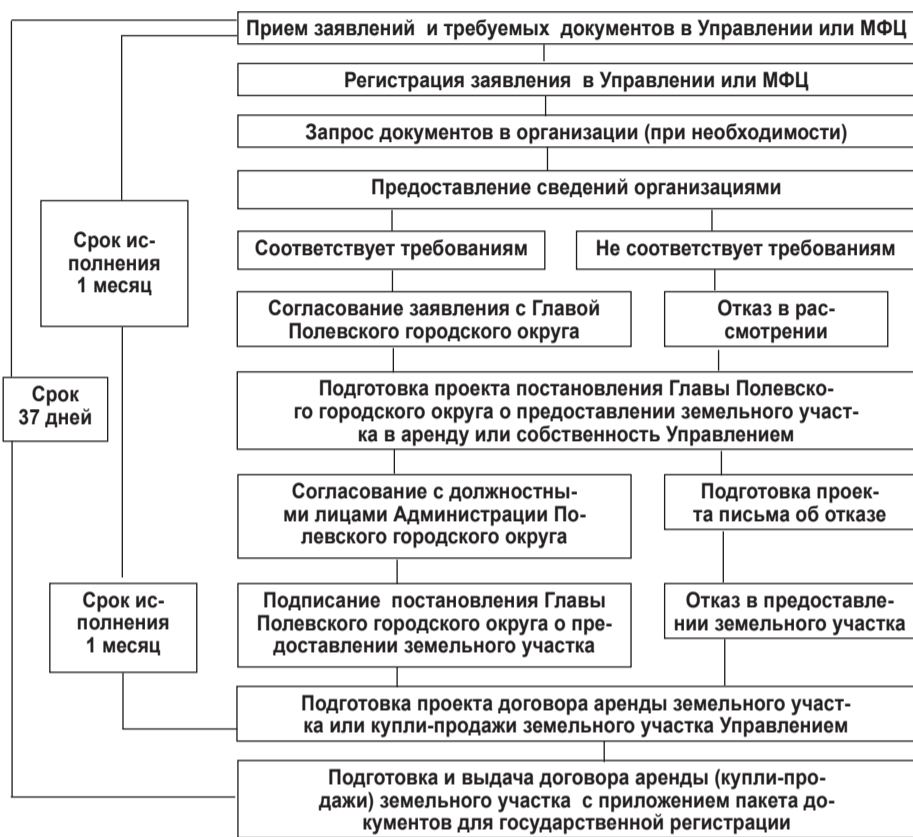 Прием заявлений и требуемых документов в Управлении или МФЦ
Регистрация заявления в Управлении или МФЦ
Запрос документов в организации (при необходимости)
Предоставление сведений организациями
Срок ис-
полнения
1 месяц
Соответствует требованиям
Не соответствует требованиям
Согласование заявления с Главой
Полевского городского округа
Отказ в рас-
смотрении
Срок
37 дней
Подготовка проекта постановления Главы Полевско-
го городского округа о предоставлении земельного участ-
ка в аренду или собственность Управлением
Согласование с должностны-
ми лицами Администрации По-
левского городского округа
Подготовка проек-
та письма об отказе
Срок ис-
полнения
1 месяц
Подписание постановления Главы
Полевского городского округа о пре-
доставлении земельного участка
Отказ в предоставле-
нии земельного участка
Подготовка проекта договора аренды земельного участ-
ка или купли-продажи земельного участка Управлением
Подготовка и выдача договора аренды (купли-про-
дажи) земельного участка с приложением пакета до-
кументов для государственной регистрации